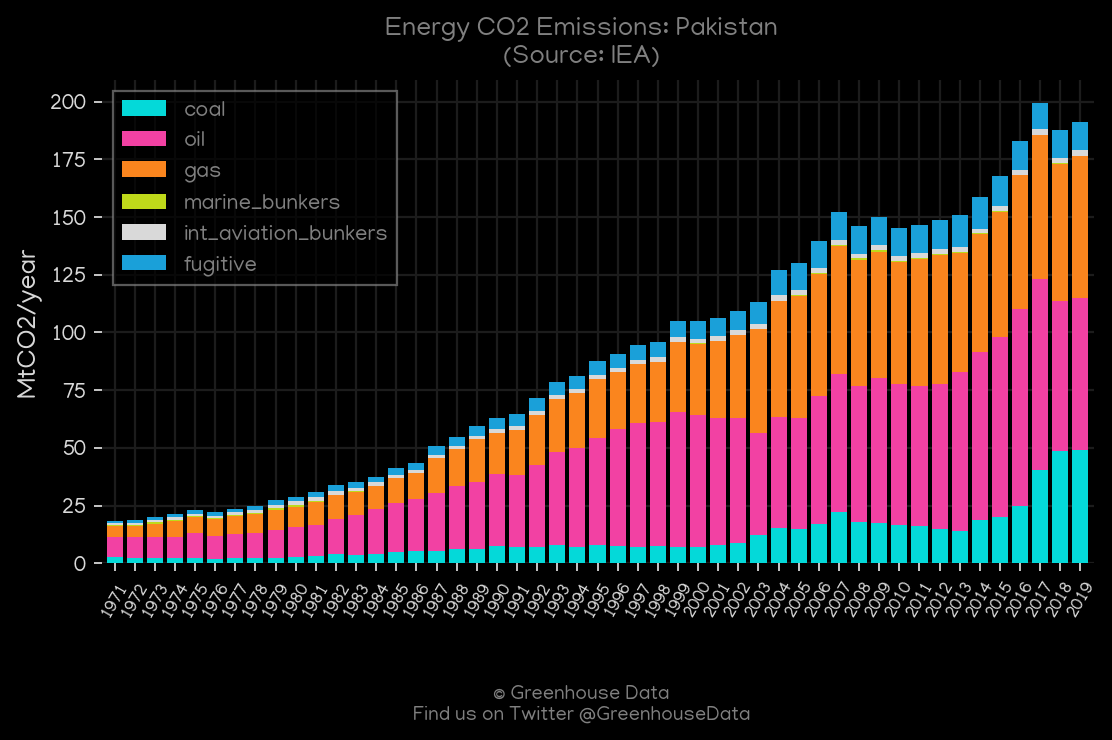 Energy CO2 Emissions: Pakistan
(Source: IEA)
MtCO2/year
200
175
150
125
100
75
50
25
0
coal
oil
gas
marine_bunkers
int_aviation_bunkers
fugitive
1971 1972 1973 1974 1975 1976 1977 1978 1979 1980 1981 1982 1983 1984 1985 1986 1987 1988 1989 1990 1991 1992 1993 1994 1995 1996 1997 1998 1999 2000 2001 2002 2003 2004 2005 2006 2007 2008 2009 2010 2011 2012 2013 2014 2015 2016 2017 2018 2019
© Greenhouse Data
Find us on Twitter @GreenhouseData